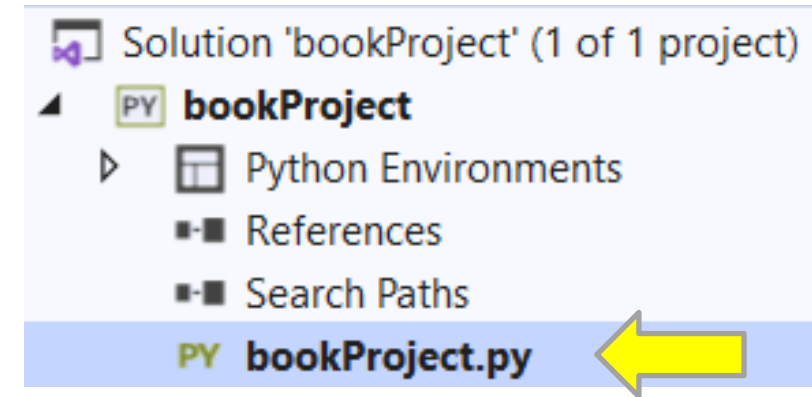 Solution 'bookProject' (1 of 1 project)
PY bookProject
Python Environments
References
Search Paths
PY bookProject.py